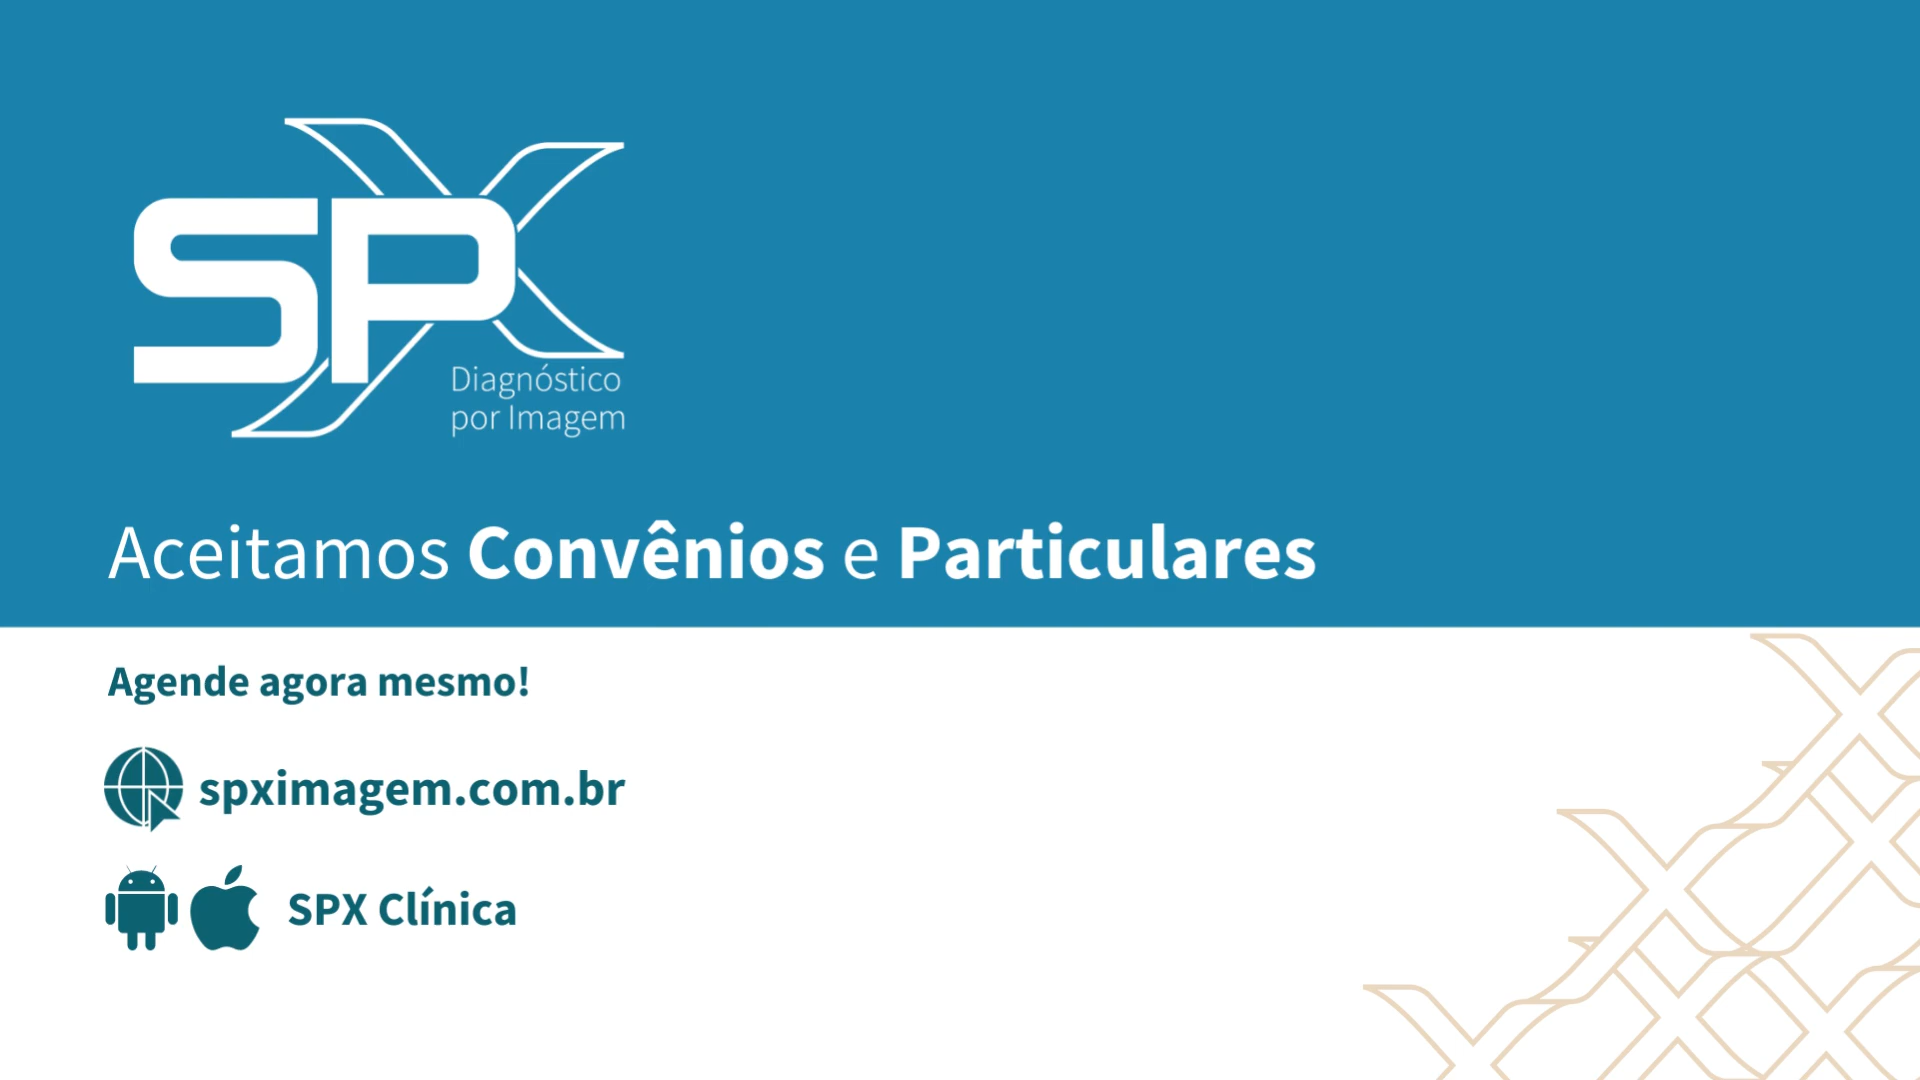 SPX
Diagnóstico
por Imagem
Aceitamos Convênios e Particulares
Agende agora mesmo!
spximagem.com.br
SPX Clínica